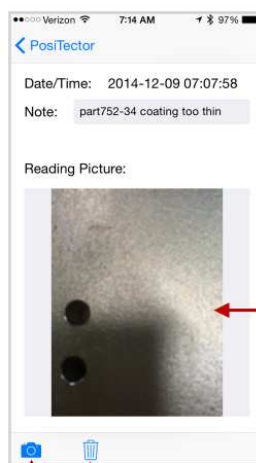 Verizon 7:14 AM 97%
PosiTector
Date/Time: 2014-12-09 07:07:58
Note: part752-34 coating too thin
Reading Picture: